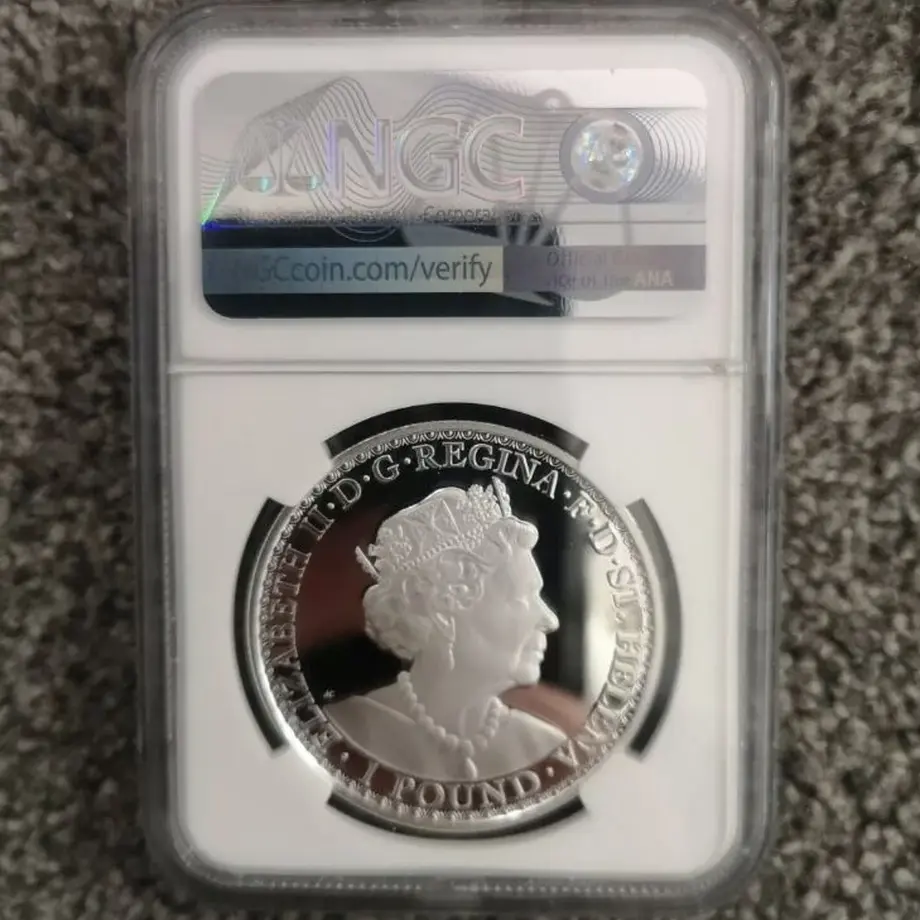 NGC
NGCcoin.com/verify
ANA
ELIZABETH II · D · G · REGINA · F · D · ST. HELENA · 1 POUND ·